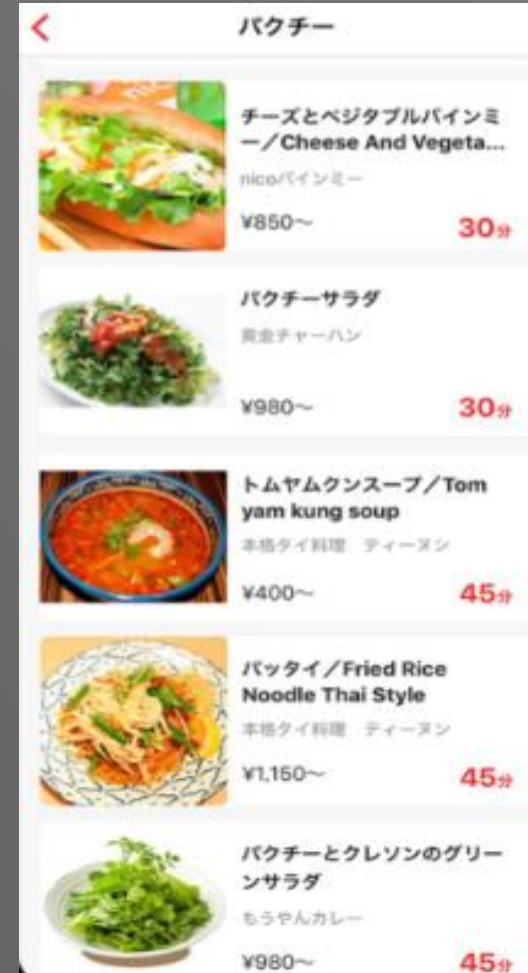 パクチー
チーズとベジタブルバインミ
ー／Cheese And Vegeta...
nicoバインミー
¥850〜
30分
パクチーサラダ
黄金チャーハン
¥980〜
30分
トムヤムクンスープ／Tom
yam kung soup
本格タイ料理　ティーヌン
¥400〜
45分
パッタイ／Fried Rice
Noodle Thai Style
本格タイ料理　ティーヌン
¥1,150〜
45分
パクチーとクレソンのグリー
ンサラダ
もうやんカレー
¥980〜
45分